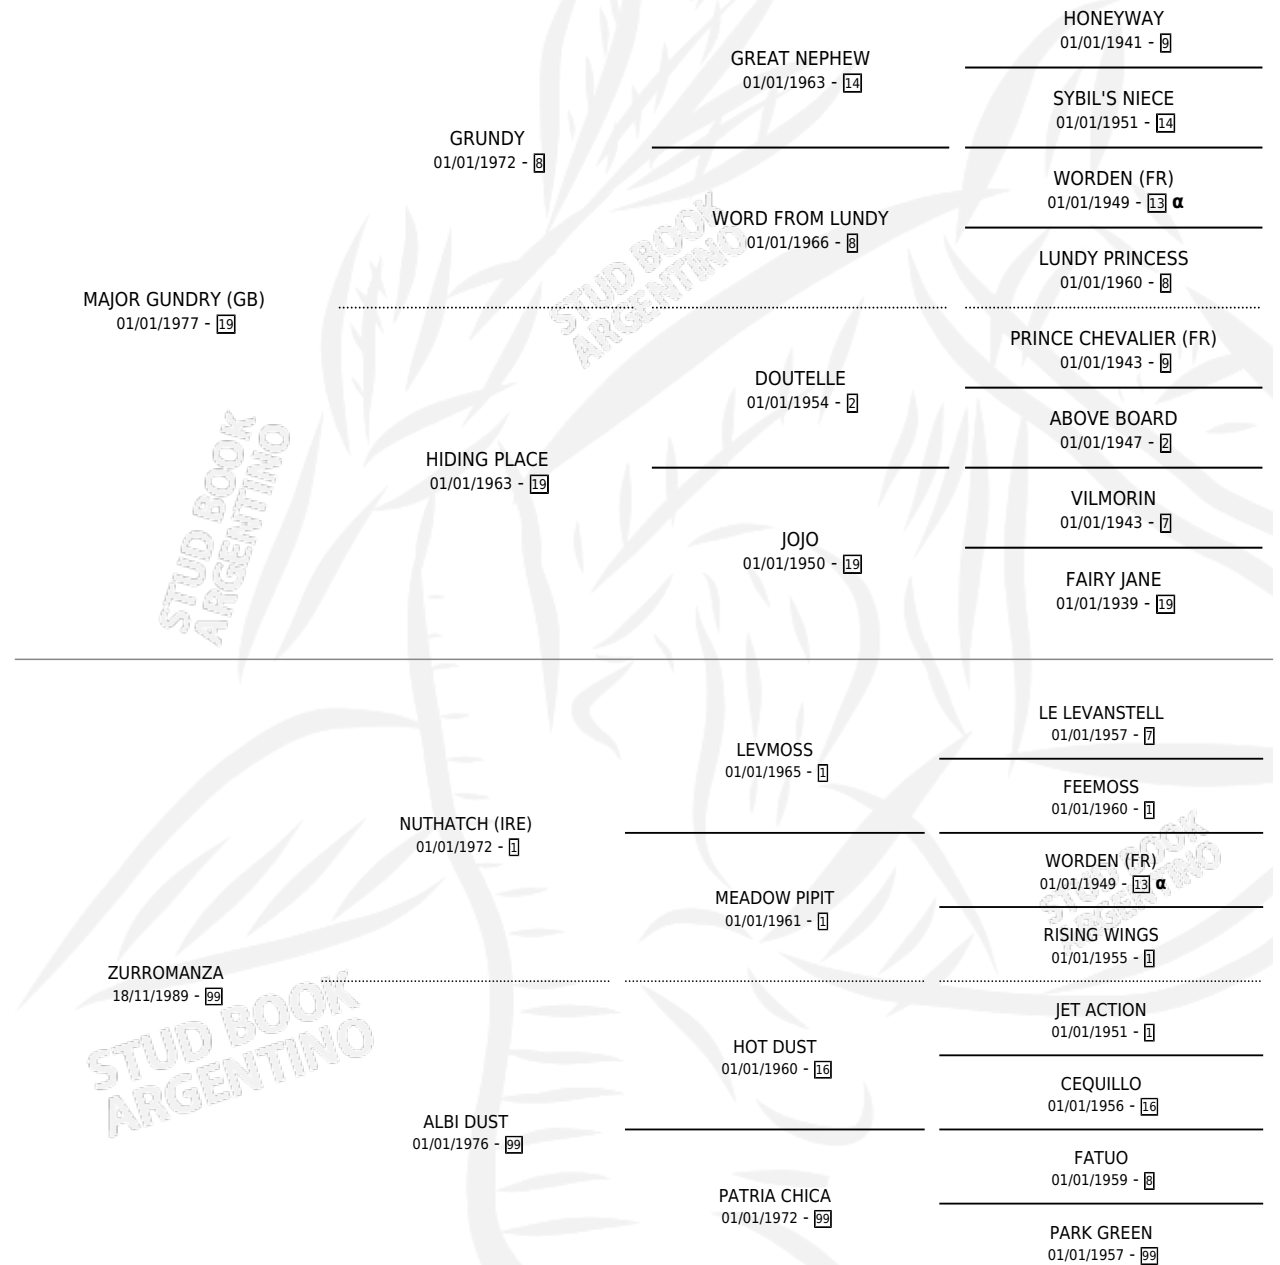 HONEYWAY
01/01/1941 - 9
GREAT NEPHEW
01/01/1963 - 14
SYBIL'S NIECE
01/01/1951 - 14
GRUNDY
01/01/1972 - 8
WORDEN (FR)
01/01/1949 - 13 α
WORD FROM LUNDY
01/01/1966 - 8
LUNDY PRINCESS
01/01/1960 - 8
MAJOR GUNDRY (GB)
01/01/1977 - 19
PRINCE CHEVALIER (FR)
01/01/1943 - 9
DOUTELLE
01/01/1954 - 2
ABOVE BOARD
01/01/1947 - 2
HIDING PLACE
01/01/1963 - 19
VILMORIN
01/01/1943 - 7
JOJO
01/01/1950 - 19
FAIRY JANE
01/01/1939 - 19
STUD BOOK
ARGENTINO
STUD BOOK
ARGENTINO
LE LEVANSTELL
01/01/1957 - 7
LEVMOSS
01/01/1965 - 1
FEEMOSS
01/01/1960 - 1
NUTHATCH (IRE)
01/01/1972 - 1
WORDEN (FR)
01/01/1949 - 13 α
MEADOW PIPIT
01/01/1961 - 1
RISING WINGS
01/01/1955 - 1
ZURROMANZA
18/11/1989 - 99
JET ACTION
01/01/1951 - 1
HOT DUST
01/01/1960 - 16
CEQUILLO
01/01/1956 - 16
ALBI DUST
01/01/1976 - 99
FATUO
01/01/1959 - 8
PATRIA CHICA
01/01/1972 - 99
PARK GREEN
01/01/1957 - 99
STUD BOOK
ARGENTINO
STUD BOOK
ARGENTINO